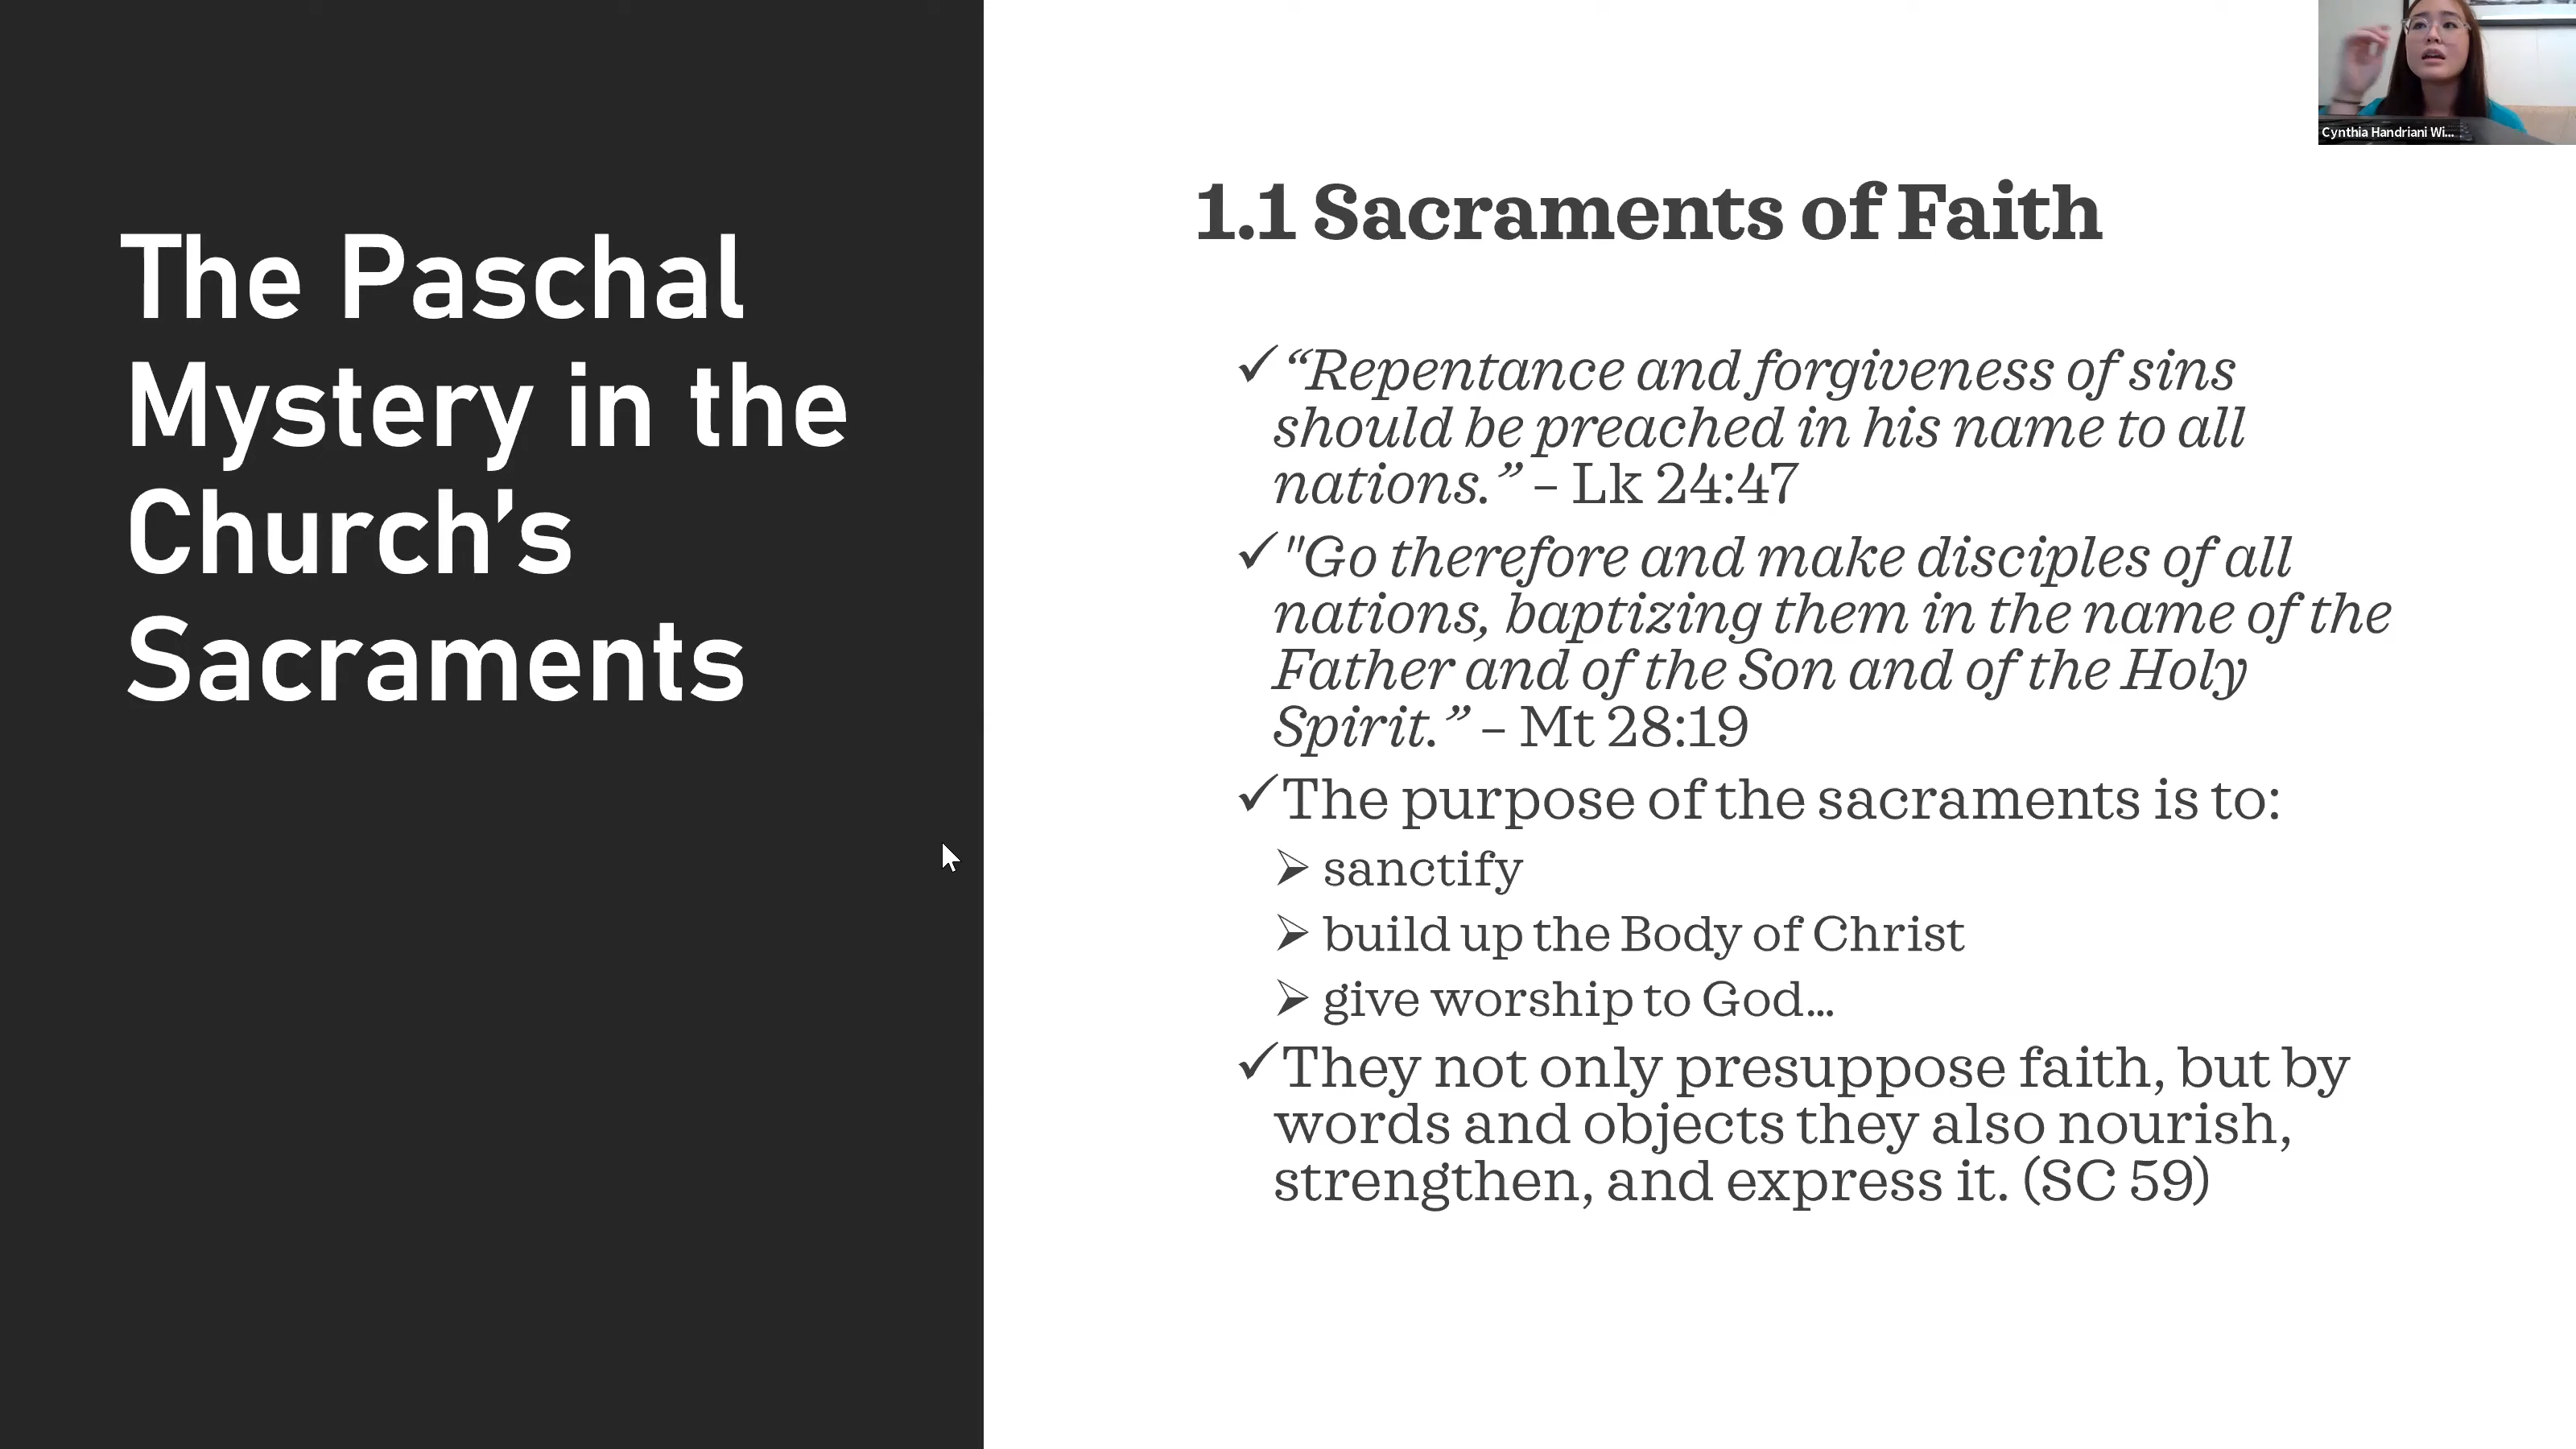 The Paschal
Mystery in the
Church's
Sacraments
Cynthia Handriani Wi...
1.1 Sacraments of Faith
✓“Repentance and forgiveness of sins
should be preached in his name to all
nations.” – Lk 24:47
✓"Go therefore and make disciples of all
nations, baptizing them in the name of the
Father and of the Son and of the Holy
Spirit.” – Mt 28:19
✓The purpose of the sacraments is to:
➢ sanctify
➢ build up the Body of Christ
➢ give worship to God…
✓They not only presuppose faith, but by
words and objects they also nourish,
strengthen, and express it. (SC 59)